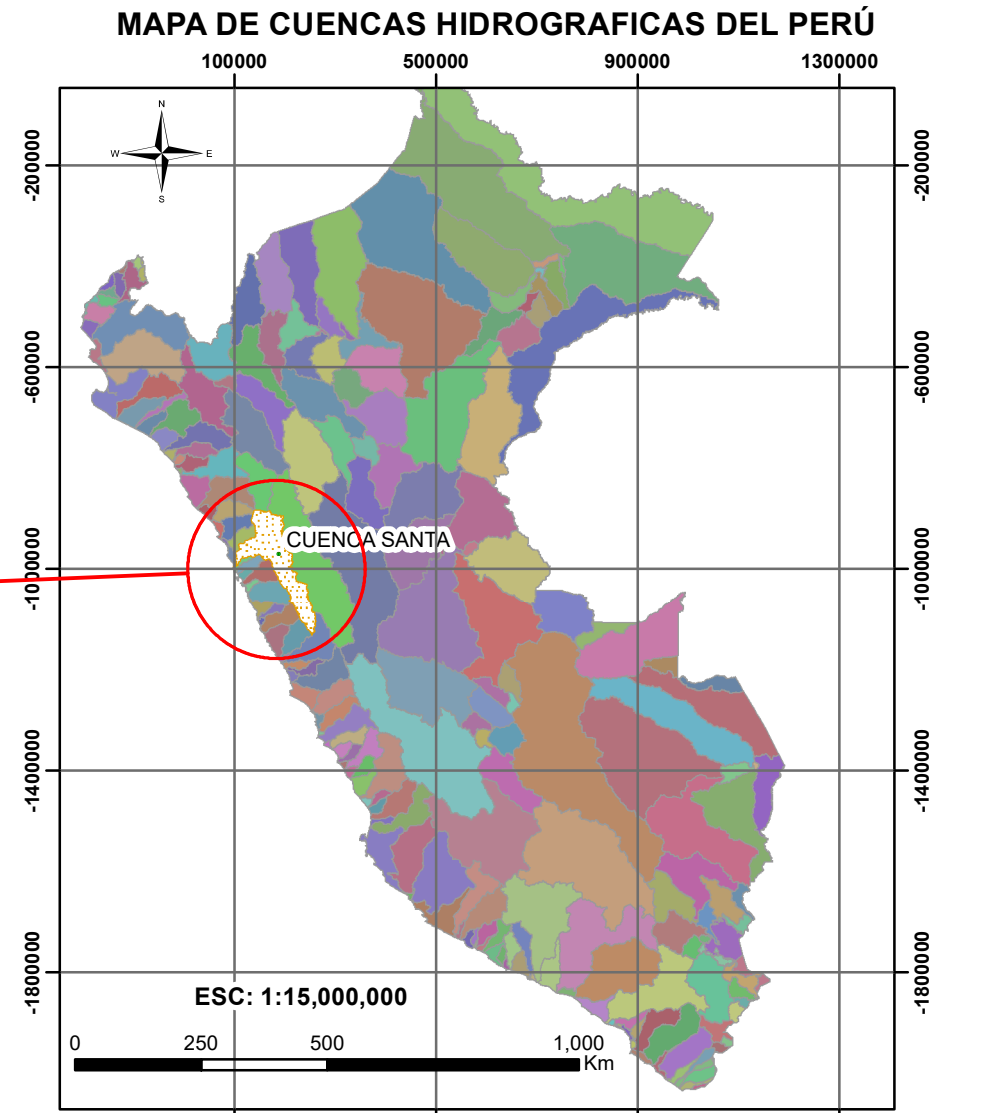 MAPA DE CUENCAS HIDROGRAFICAS DEL PERÚ
100000 5000000 900000 1300000
N
W E
S
-200000 -200000
-600000 -600000
CUENCA SANTA
-1000000 -1000000
-1400000 -1400000
-1800000 -1800000
ESC: 1:15,000,000
0 250 500 1,000
Km